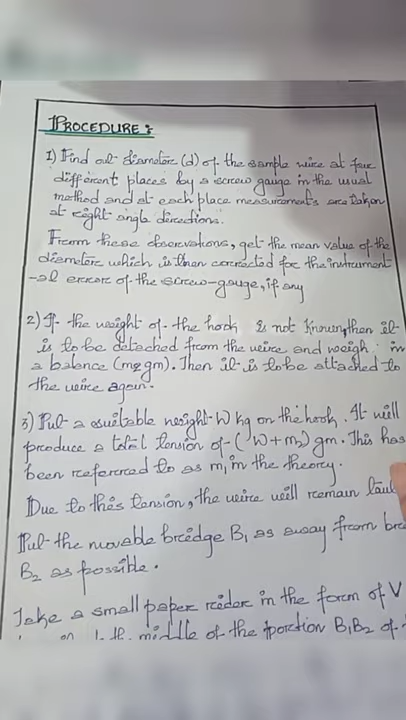 PROCEDURE:
1) Find out diameter (d) of the sample wire at four
different places by a screw gauge in the usual
method and at each place measurements are taken
at right angle directions.
From these observations, get the mean value of the
diameter which is then corrected for the instrument
-al error of the screw-gauge, if any
2) If the weight of the hook is not known, then it
is to be detached from the wire and weigh in
a balance (m₂ gm). Then it is to be attached to
the wire again.
3) Put a suitable weight W kg on the hook. It will
produce a total tension of (W + m₂) gm. This has
been referred to as m, in the theory.
Due to this tension, the wire will remain
Put the movable bridge B₁ as away from
B₂ as possible.
Take a small paper rider in the form of V
middle of the portion B₁B₂ of